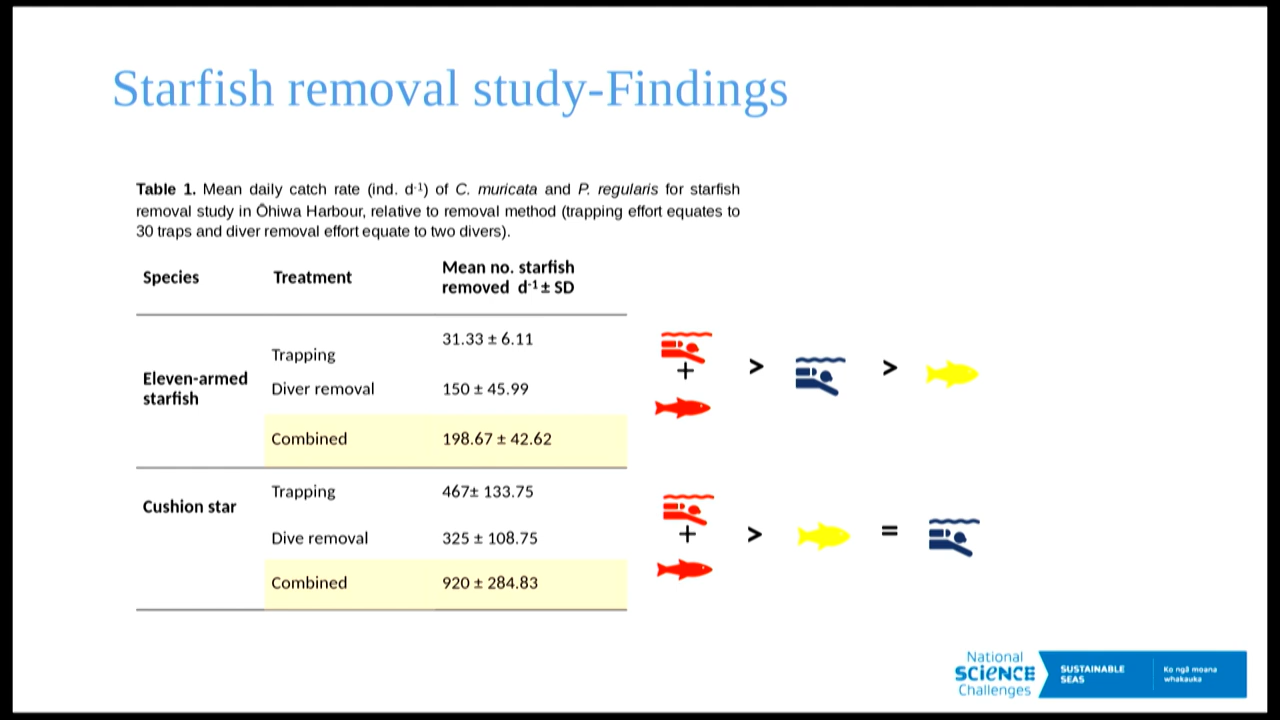 Starfish removal study-Findings
Table 1. Mean daily catch rate (ind. d-1) of C. muricata and P. regularis for starfish
removal study in Ōhiwa Harbour, relative to removal method (trapping effort equates to
30 traps and diver removal effort equate to two divers).
Species Treatment Mean no. starfish
removed d-1 ± SD
Eleven-armed
starfish
Trapping 31.33 ± 6.11
Diver removal 150 ± 45.99
Combined 198.67 ± 42.62
+ > >
Cushion star
Trapping 467± 133.75
Dive removal 325 ± 108.75
Combined 920 ± 284.83
+ > =
National
SCIENCE
Challenges
SUSTAINABLE
SEAS
Ko ngā moana
whakauka